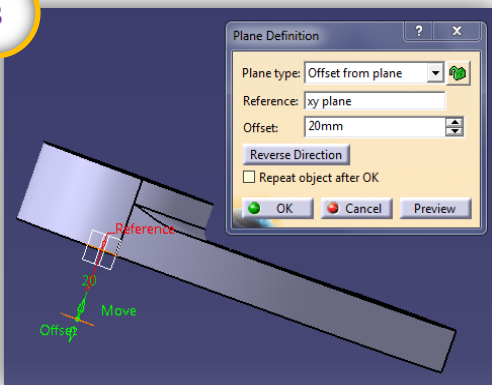 Plane Definition
? X
Plane type: Offset from plane
Reference: xy plane
Offset: 20mm
Reverse Direction
Repeat object after OK
OK Cancel Preview
Reference
20
Move
Offset